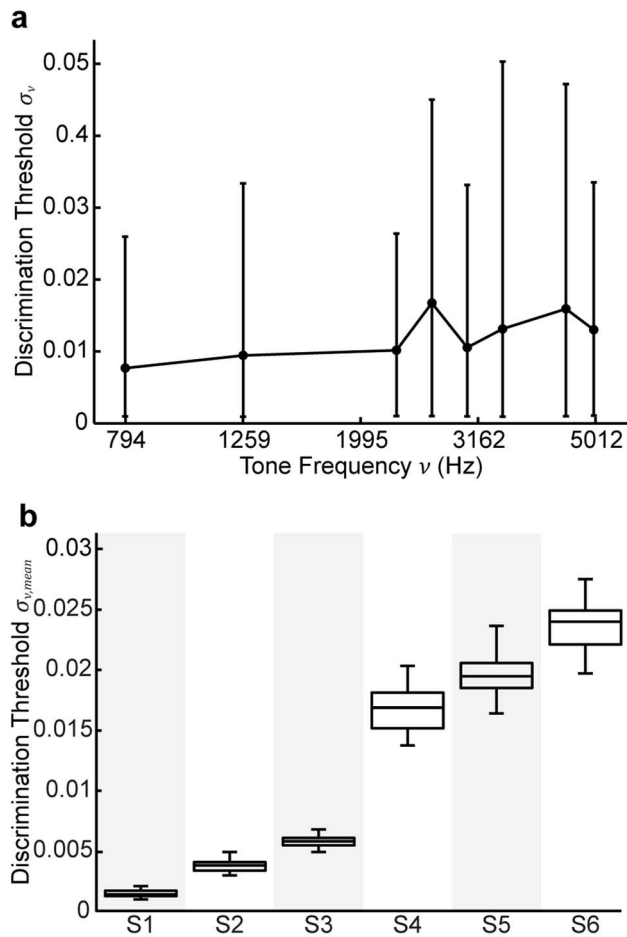 a
Discrimination Threshold σν
0.05
0.4
0.03
0.02
0.01
0
794 1259 1995 3162 5012
Tone Frequency ν (Hz)
b
Discrimination Threshold σν,mean
0.03
0.025
0.02
0.015
0.01
0.005
0
S1 S2 S3 S4 S5 S6